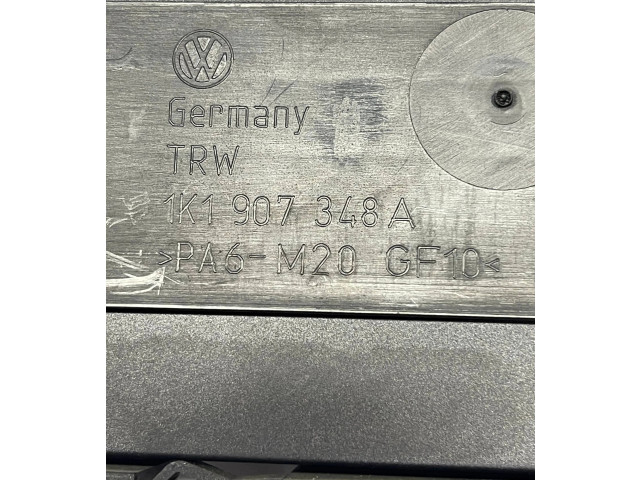 VW
Germany
TRW
1K1 907 348 A
>PA6-M20 GF10<